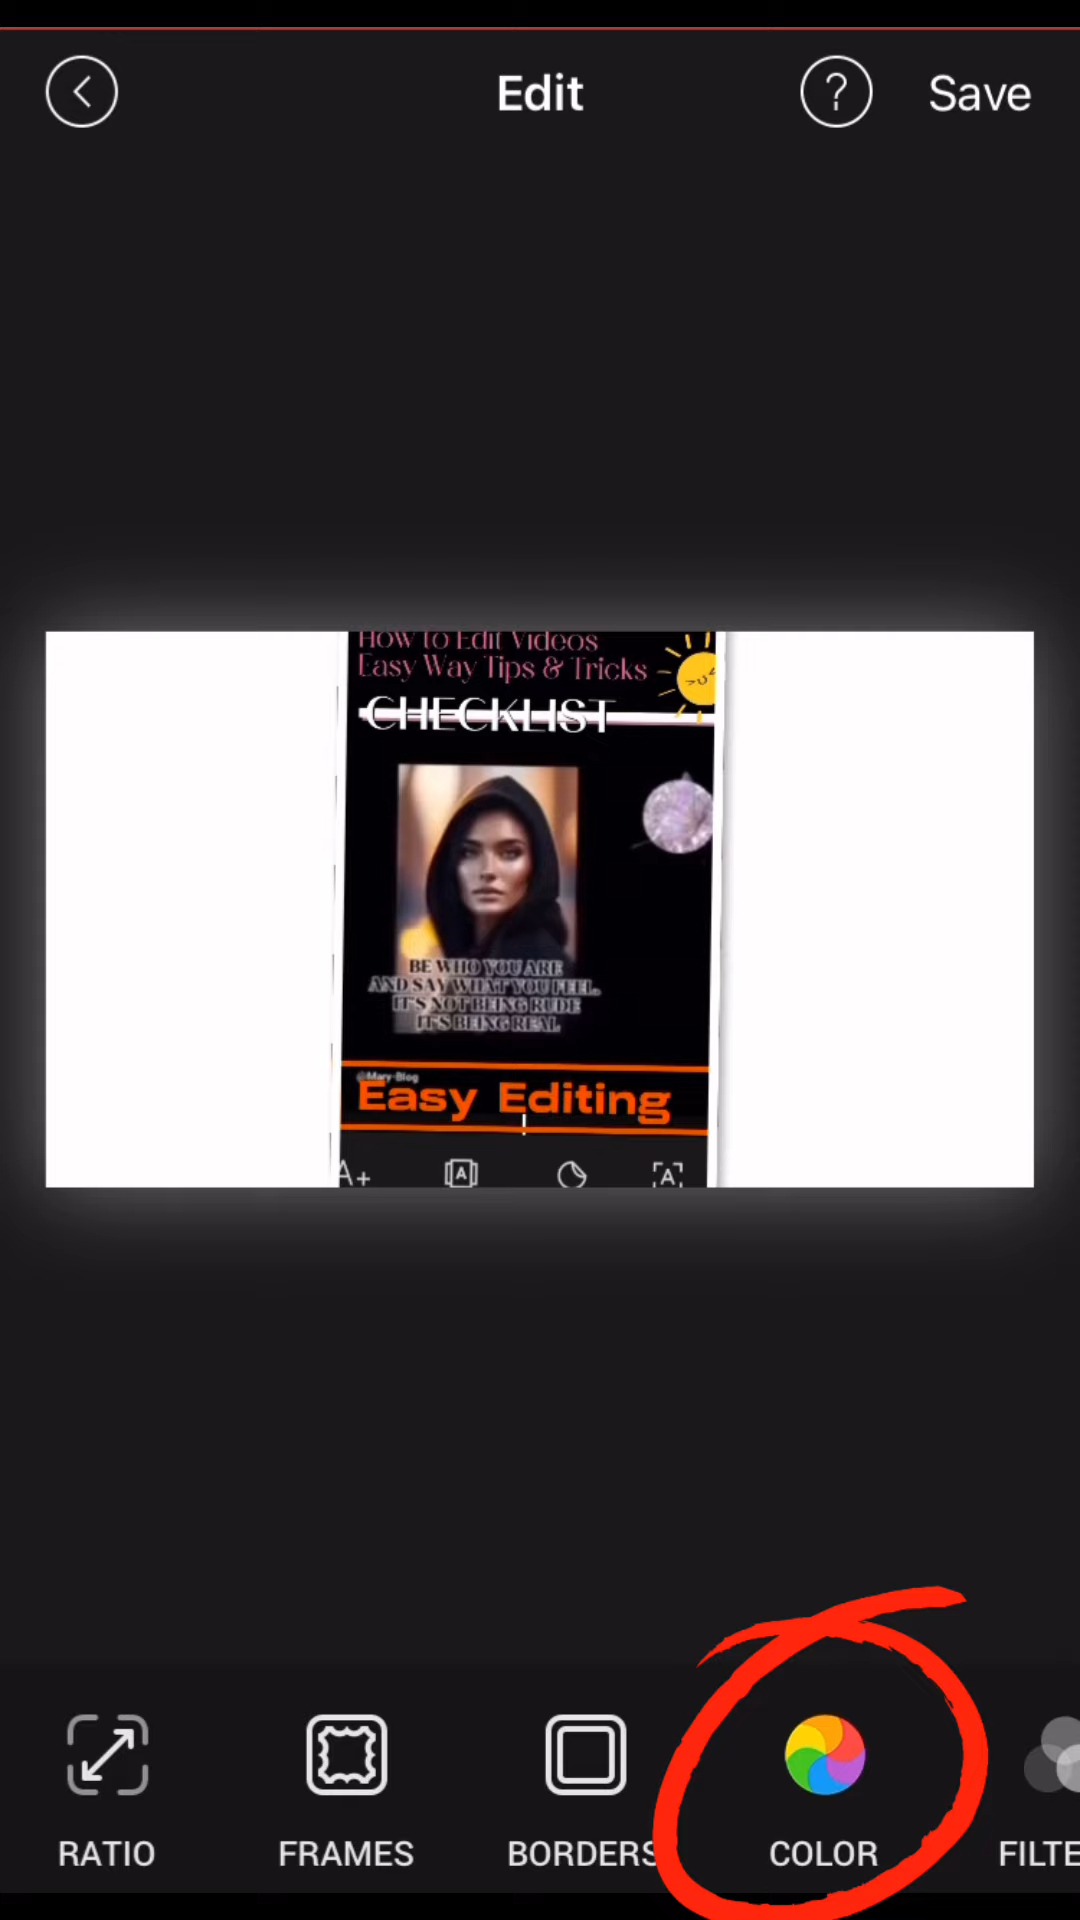 Edit
?
Save
How to Edit Videos
Easy Way Tips & Tricks
CHECKLIST
BE WHO YOU ARE
AND SAY WHAT YOU FEEL.
IT'S NOT BEING RUDE
IT'S BEING REAL
@Mary-Blog
Easy Editing
A+
A
A
RATIO
FRAMES
BORDERS
COLOR
FILTE